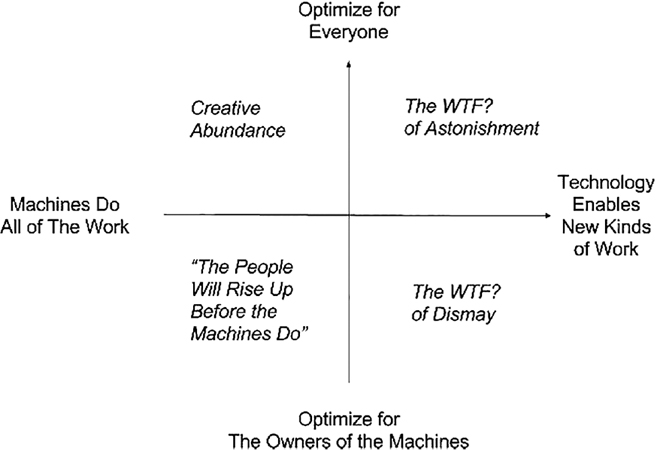 Optimize for
Everyone
Creative
Abundance
The WTF?
of Astonishment
Machines Do
All of The Work
Technology
Enables
New Kinds
of Work
“The People
Will Rise Up
Before the
Machines Do”
The WTF?
of Dismay
Optimize for
The Owners of the Machines